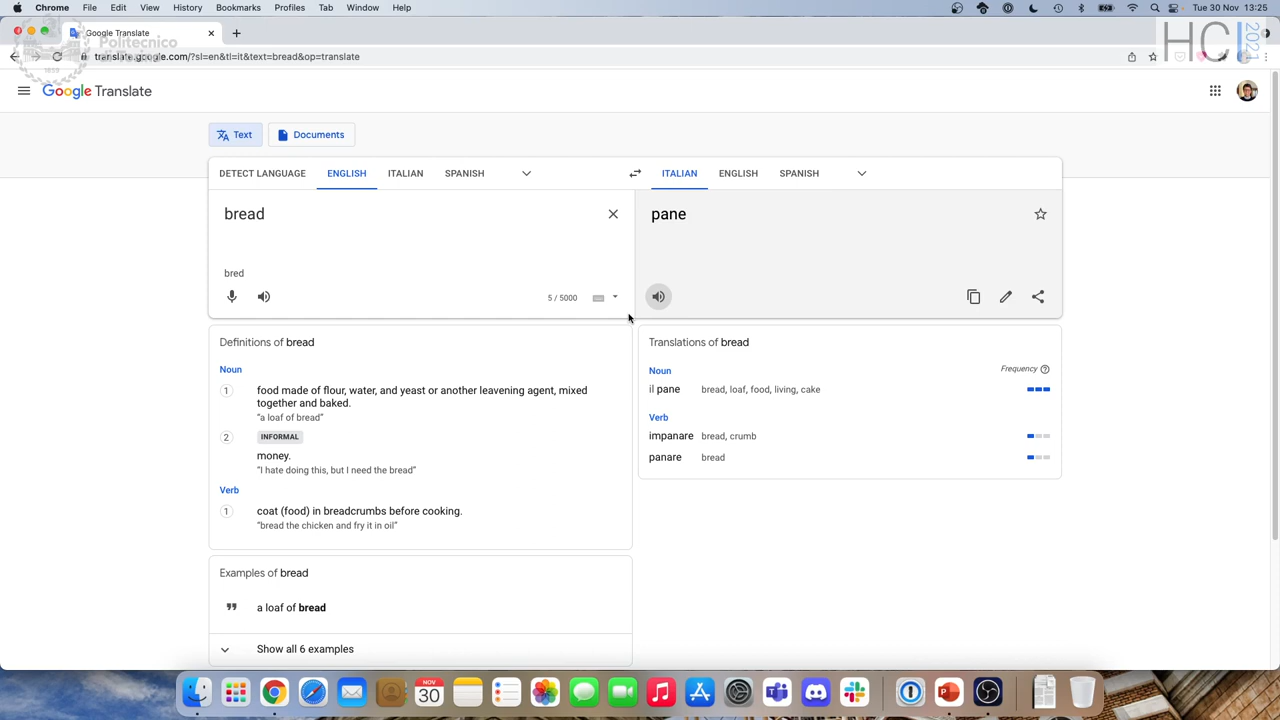 Chrome File Edit View History Bookmarks Profiles Tab Window Help
Tue 30 Nov 13:25
Google Translate
Politecnico
1859
HCI 2021
translate.google.com/?sl=en&tl=it&text=bread&op=translate
Google Translate
Text Documents
DETECT LANGUAGE ENGLISH ITALIAN SPANISH
ITALIAN ENGLISH SPANISH
bread
pane
bred
5 / 5000
Definitions of bread
Noun
1 food made of flour, water, and yeast or another leavening agent, mixed
together and baked.
"a loaf of bread"
2 INFORMAL
money.
"I hate doing this, but I need the bread"
Verb
1 coat (food) in breadcrumbs before cooking.
"bread the chicken and fry it in oil"
Translations of bread
Noun Frequency
il pane bread, loaf, food, living, cake
Verb
impanare bread, crumb
panare bread
Examples of bread
a loaf of bread
Show all 6 examples
NOV
30